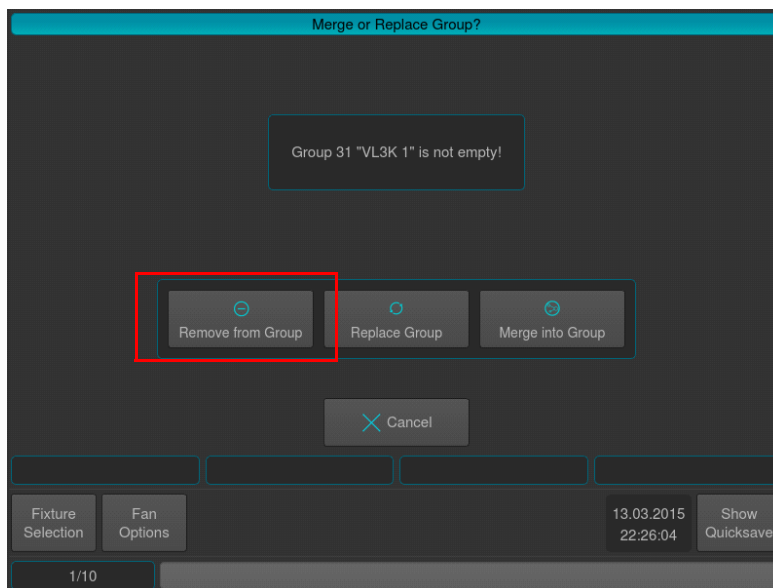 Merge or Replace Group?
Group 31 "VL3K 1" is not empty!
Remove from Group
Replace Group
Merge into Group
Cancel
Fixture
Selection
Fan
Options
13.03.2015
22:26:04
Show
Quicksave
1/10